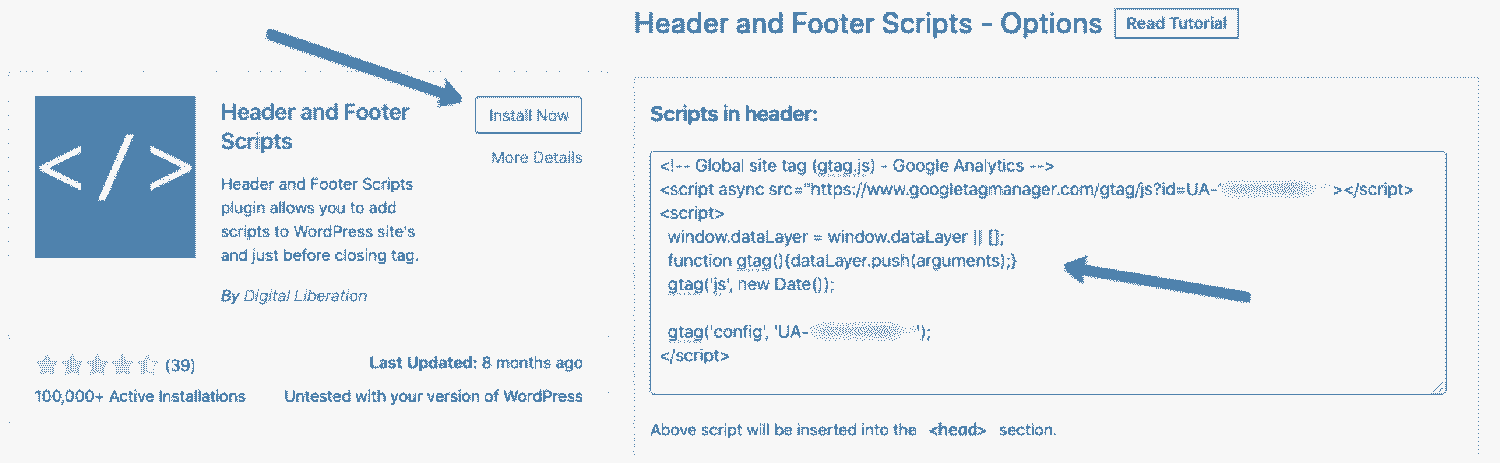 Header and Footer Scripts - Options
Read Tutorial
</>
Header and Footer
Scripts
Install Now
More Details
Header and Footer Scripts
plugin allows you to add
scripts to WordPress site's
and just before closing tag.
By Digital Liberation
(39)
Last Updated: 8 months ago
100,000+ Active Installations
Untested with your version of WordPress
Scripts in header:
<!-- Global site tag (gtag.js) - Google Analytics -->
<script async src="https://www.googletagmanager.com/gtag/js?id=UA- ></script>
<script>
window.dataLayer = window.dataLayer || [];
function gtag(){dataLayer.push(arguments);}
gtag('js', new Date());
gtag('config', 'UA- ');
</script>
Above script will be inserted into the <head> section.